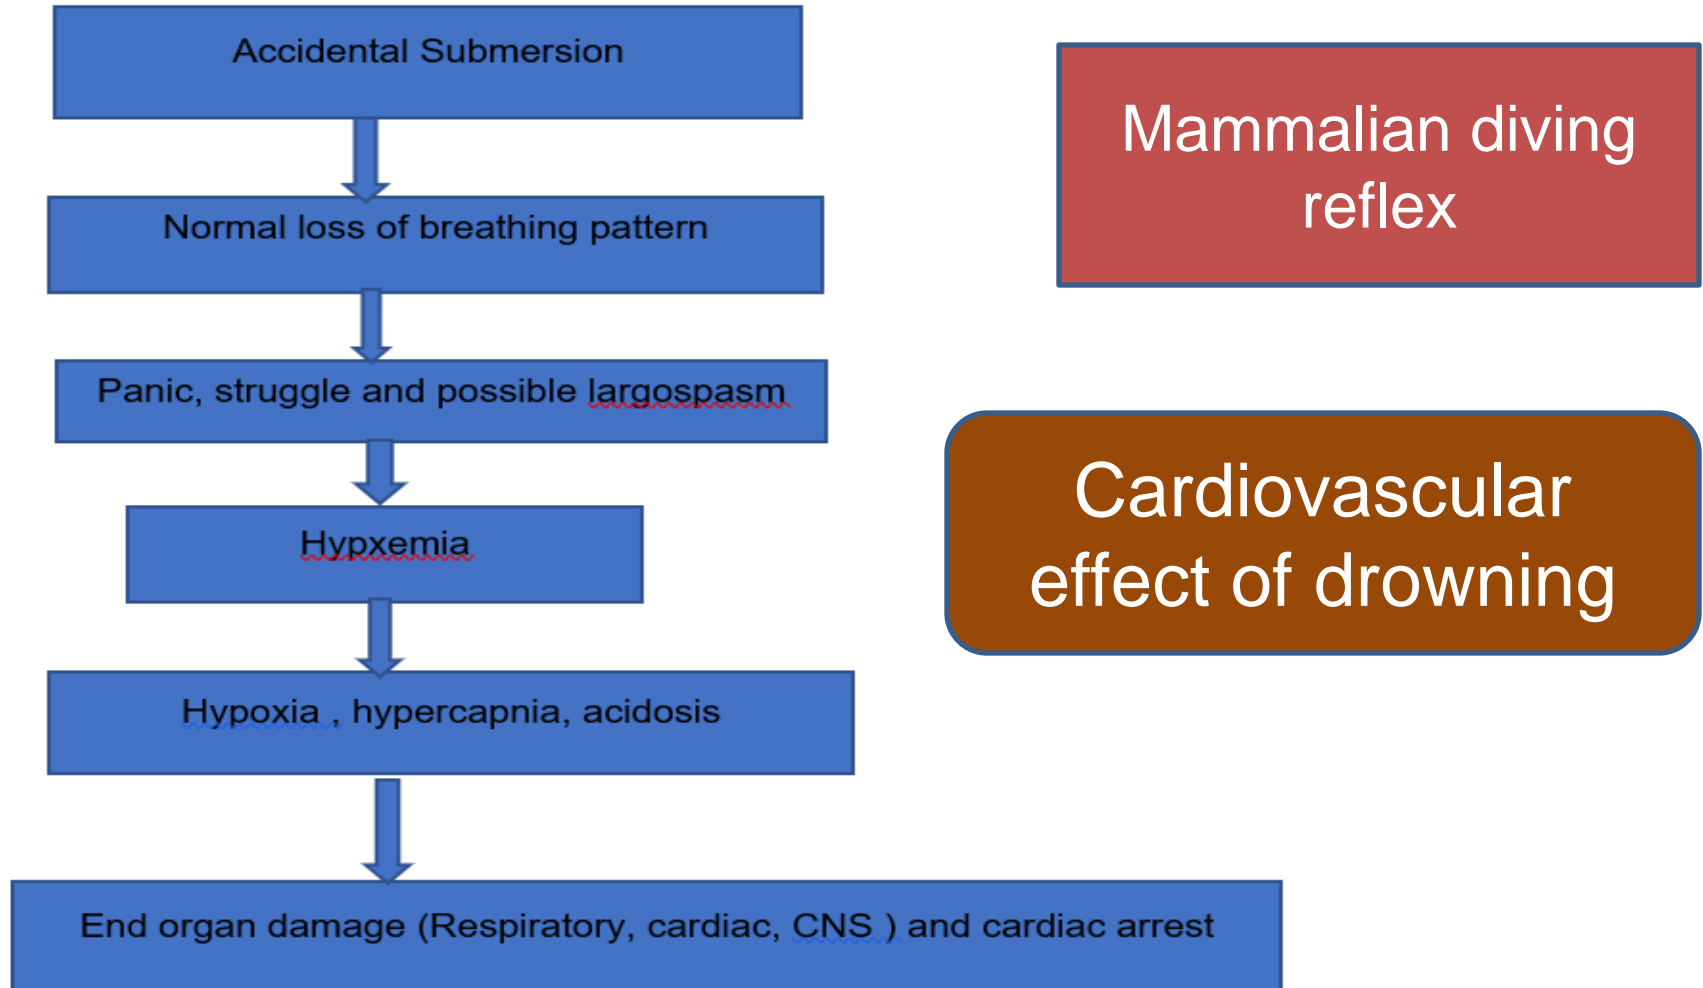 Accidental Submersion
Normal loss of breathing pattern
Panic, struggle and possible largospasm
Hypxemia
Hypoxia , hypercapnia, acidosis
End organ damage (Respiratory, cardiac, CNS ) and cardiac arrest
Mammalian diving
reflex
Cardiovascular
effect of drowning